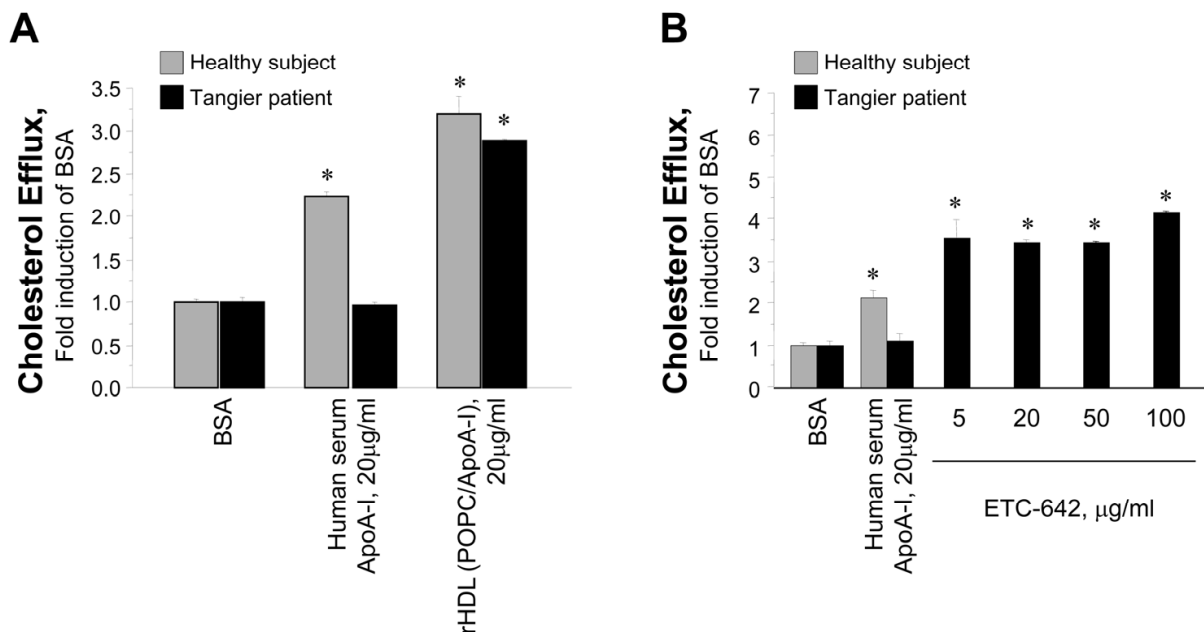 A
Healthy subject
Tangier patient
Cholesterol Efflux,
Fold induction of BSA
3.5
3.0
2.5
2.0
1.5
1.0
0.5
0.0
*
*
*
BSA
Human serum
ApoA-I, 20μg/ml
rHDL (POPC/ApoA-I),
20μg/ml
B
Healthy subject
Tangier patient
Cholesterol Efflux,
Fold induction of BSA
7
6
5
4
3
2
1
0
*
*
*
*
*
BSA
Human serum
ApoA-I, 20μg/ml
5 20 50 100
ETC-642, μg/ml